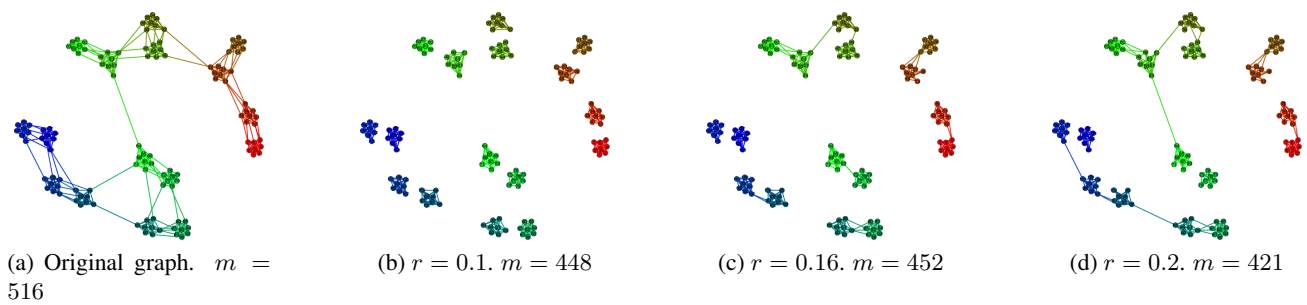 (a) Original graph. m =
516
(b) r = 0.1. m = 448
(c) r = 0.16. m = 452
(d) r = 0.2. m = 421